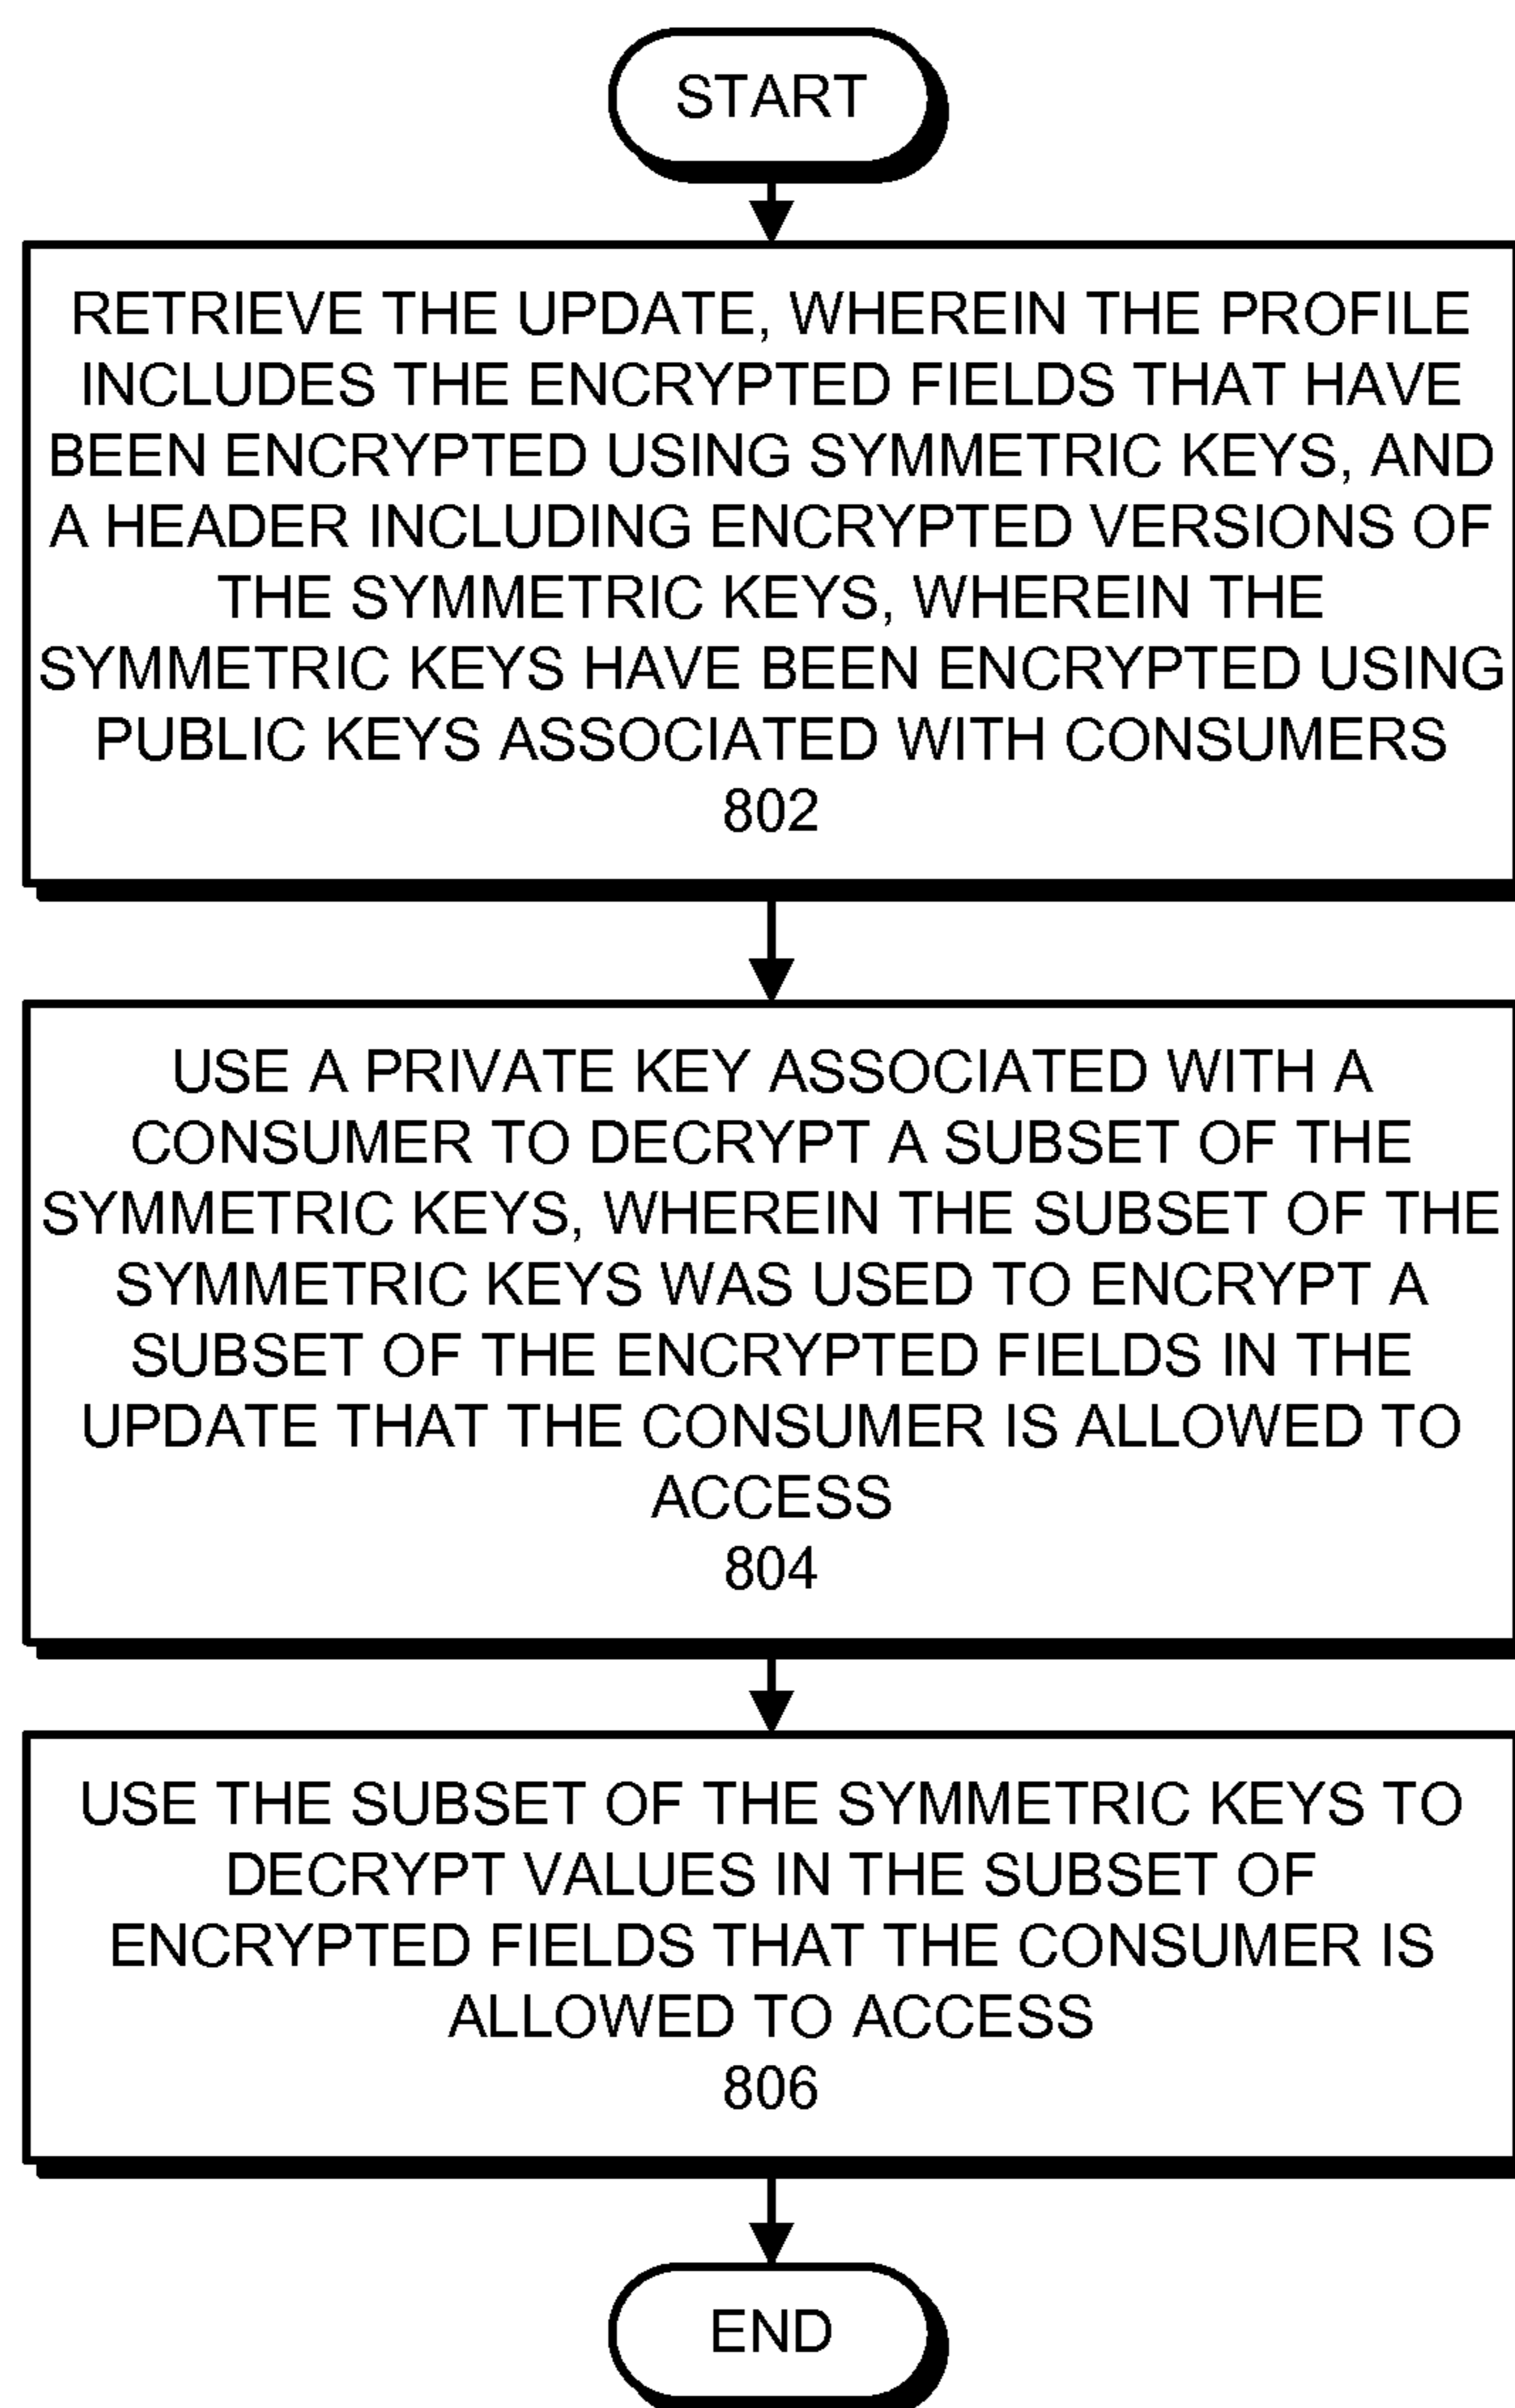 START
RETRIEVE THE UPDATE, WHEREIN THE PROFILE
INCLUDES THE ENCRYPTED FIELDS THAT HAVE
BEEN ENCRYPTED USING SYMMETRIC KEYS, AND
A HEADER INCLUDING ENCRYPTED VERSIONS OF
THE SYMMETRIC KEYS, WHEREIN THE
SYMMETRIC KEYS HAVE BEEN ENCRYPTED USING
PUBLIC KEYS ASSOCIATED WITH CONSUMERS
802
USE A PRIVATE KEY ASSOCIATED WITH A
CONSUMER TO DECRYPT A SUBSET OF THE
SYMMETRIC KEYS, WHEREIN THE SUBSET OF THE
SYMMETRIC KEYS WAS USED TO ENCRYPT A
SUBSET OF THE ENCRYPTED FIELDS IN THE
UPDATE THAT THE CONSUMER IS ALLOWED TO
ACCESS
804
USE THE SUBSET OF THE SYMMETRIC KEYS TO
DECRYPT VALUES IN THE SUBSET OF
ENCRYPTED FIELDS THAT THE CONSUMER IS
ALLOWED TO ACCESS
806
END